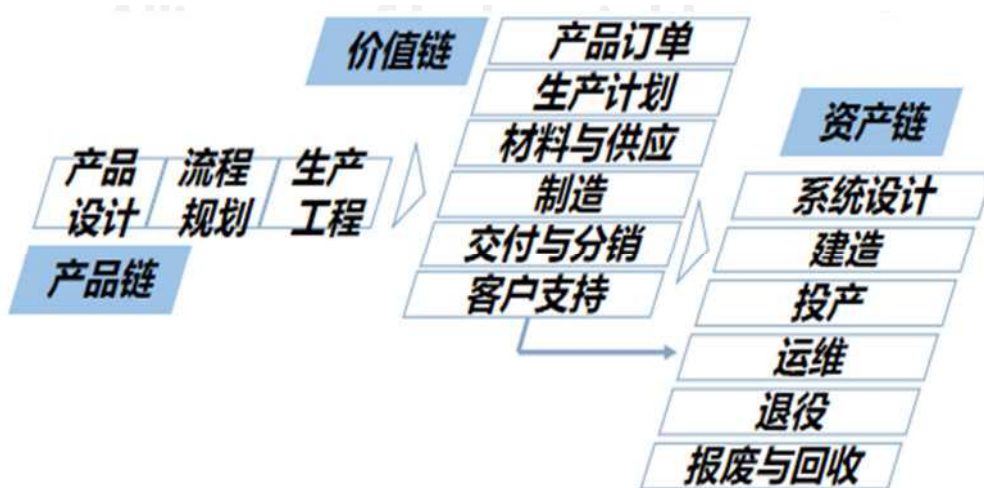 价值链
产品订单
生产计划
材料与供应
制造
交付与分销
客户支持
产品设计
流程规划
生产工程
产品链
资产链
系统设计
建造
投产
运维
退役
报废与回收